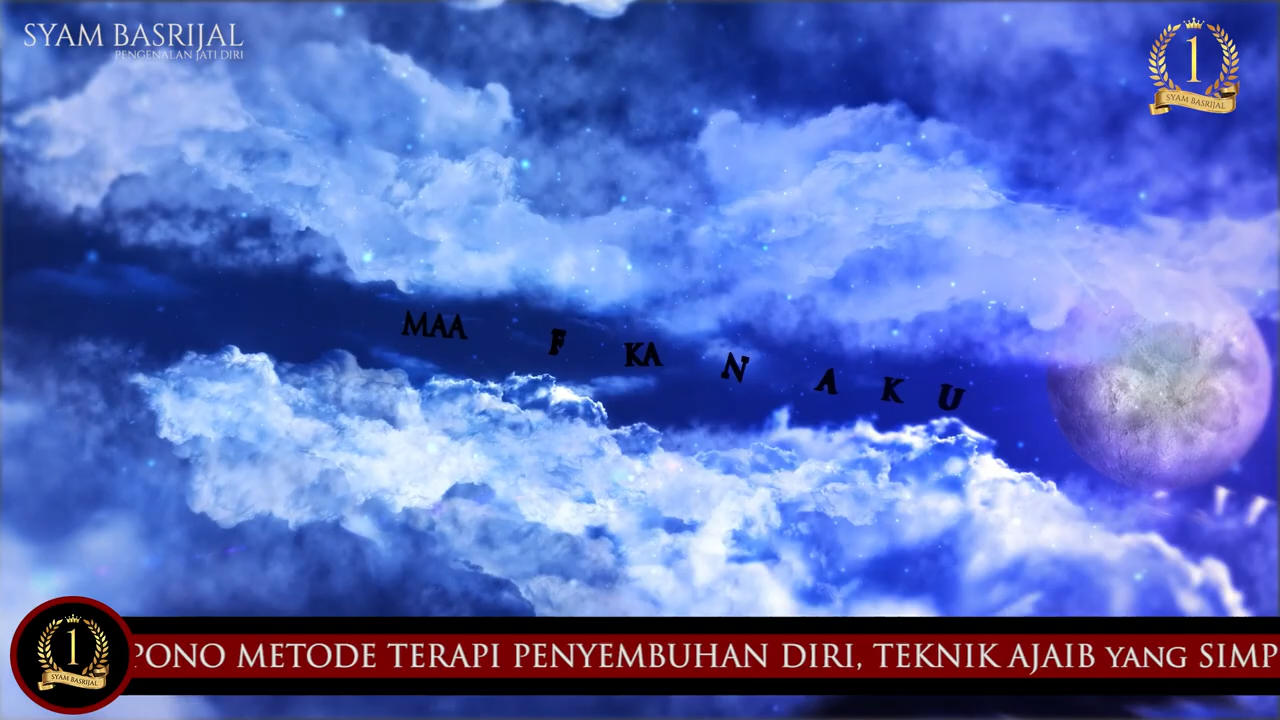 SYAM BASRIJAL
PENGENALAN JATI DIRI
1
SYAM BASRIJAL
MAA F KA N A K U
1
SYAM BASRIJAL
PONO METODE TERAPI PENYEMBUHAN DIRI, TEKNIK AJAIB YANG SIMP